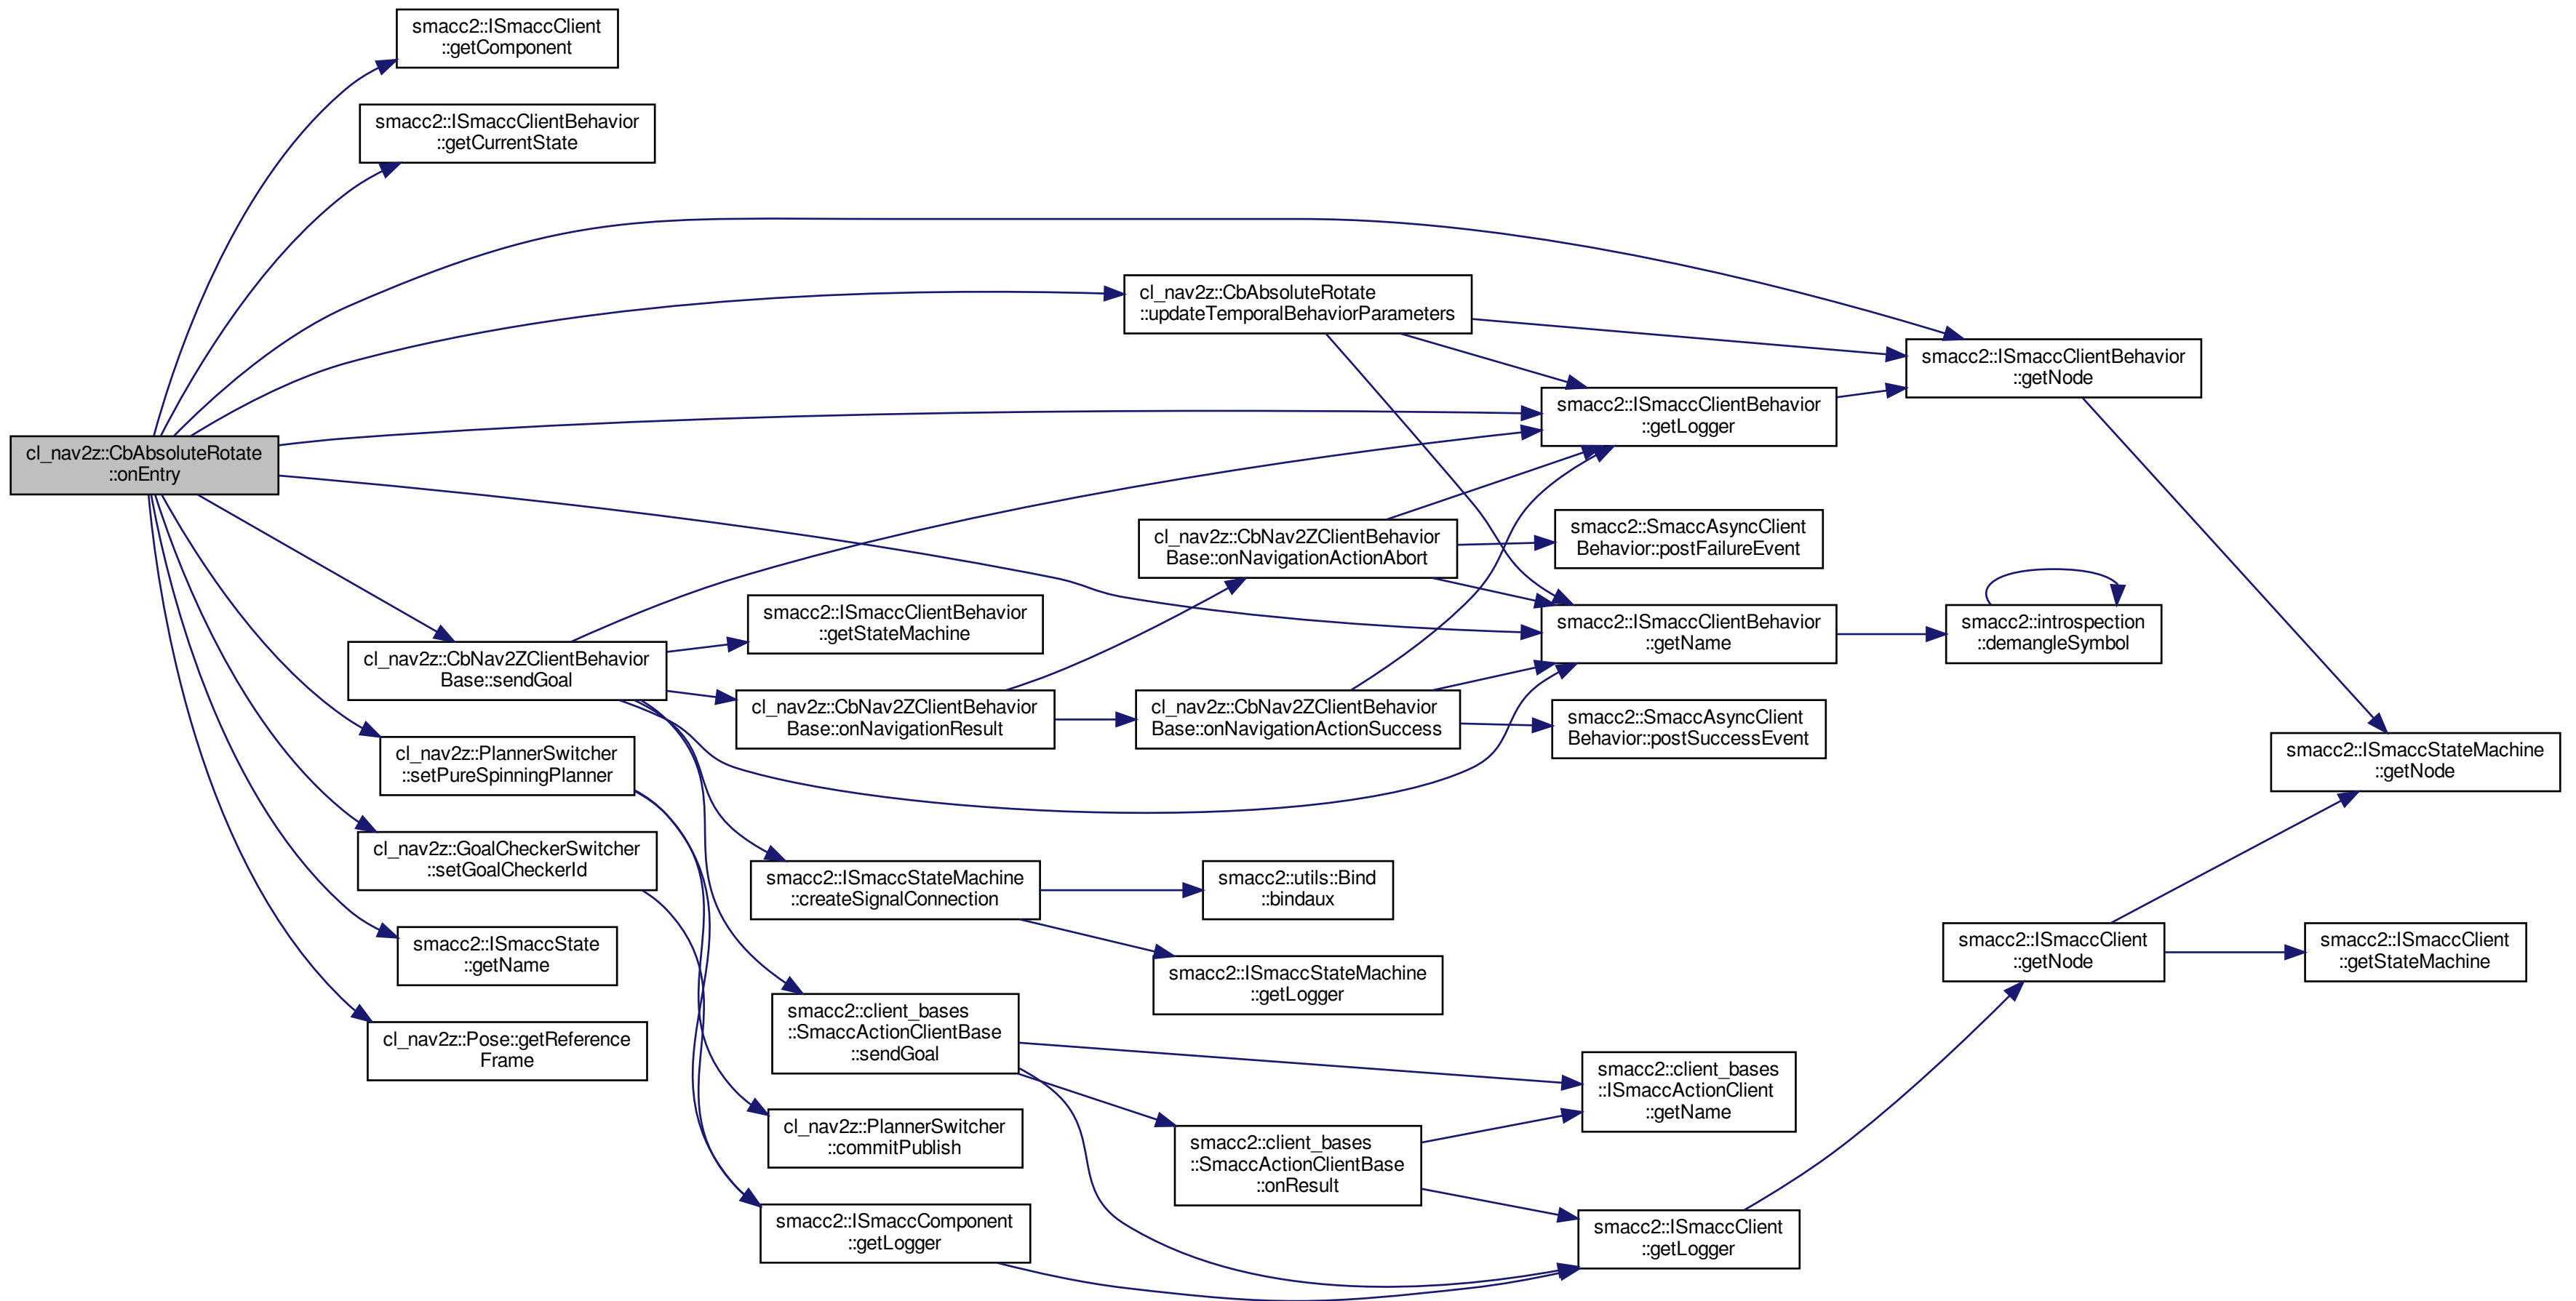 smacc2::ISmaccClient
::getComponent
smacc2::ISmaccClientBehavior
::getCurrentState
cl_nav2z::CbAbsoluteRotate
::updateTemporalBehaviorParameters
smacc2::ISmaccClientBehavior
::getNode
smacc2::ISmaccClientBehavior
::getLogger
cl_nav2z::CbAbsoluteRotate
::onEntry
cl_nav2z::CbNav2ZClientBehavior
Base::onNavigationActionAbort
smacc2::SmaccAsyncClient
Behavior::postFailureEvent
smacc2::ISmaccClientBehavior
::getStateMachine
smacc2::ISmaccClientBehavior
::getName
smacc2::introspection
::demangleSymbol
cl_nav2z::CbNav2ZClientBehavior
Base::sendGoal
cl_nav2z::CbNav2ZClientBehavior
Base::onNavigationResult
cl_nav2z::CbNav2ZClientBehavior
Base::onNavigationActionSuccess
smacc2::SmaccAsyncClient
Behavior::postSuccessEvent
smacc2::ISmaccStateMachine
::getNode
cl_nav2z::PlannerSwitcher
::setPureSpinningPlanner
cl_nav2z::GoalCheckerSwitcher
::setGoalCheckerId
smacc2::ISmaccStateMachine
::createSignalConnection
smacc2::utils::Bind
::bindaux
smacc2::ISmaccState
::getName
smacc2::ISmaccStateMachine
::getLogger
smacc2::ISmaccClient
::getNode
smacc2::ISmaccClient
::getStateMachine
cl_nav2z::Pose::getReference
Frame
smacc2::client_bases
::SmaccActionClientBase
::sendGoal
smacc2::client_bases
::ISmaccActionClient
::getName
cl_nav2z::PlannerSwitcher
::commitPublish
smacc2::client_bases
::SmaccActionClientBase
::onResult
smacc2::ISmaccComponent
::getLogger
smacc2::ISmaccClient
::getLogger